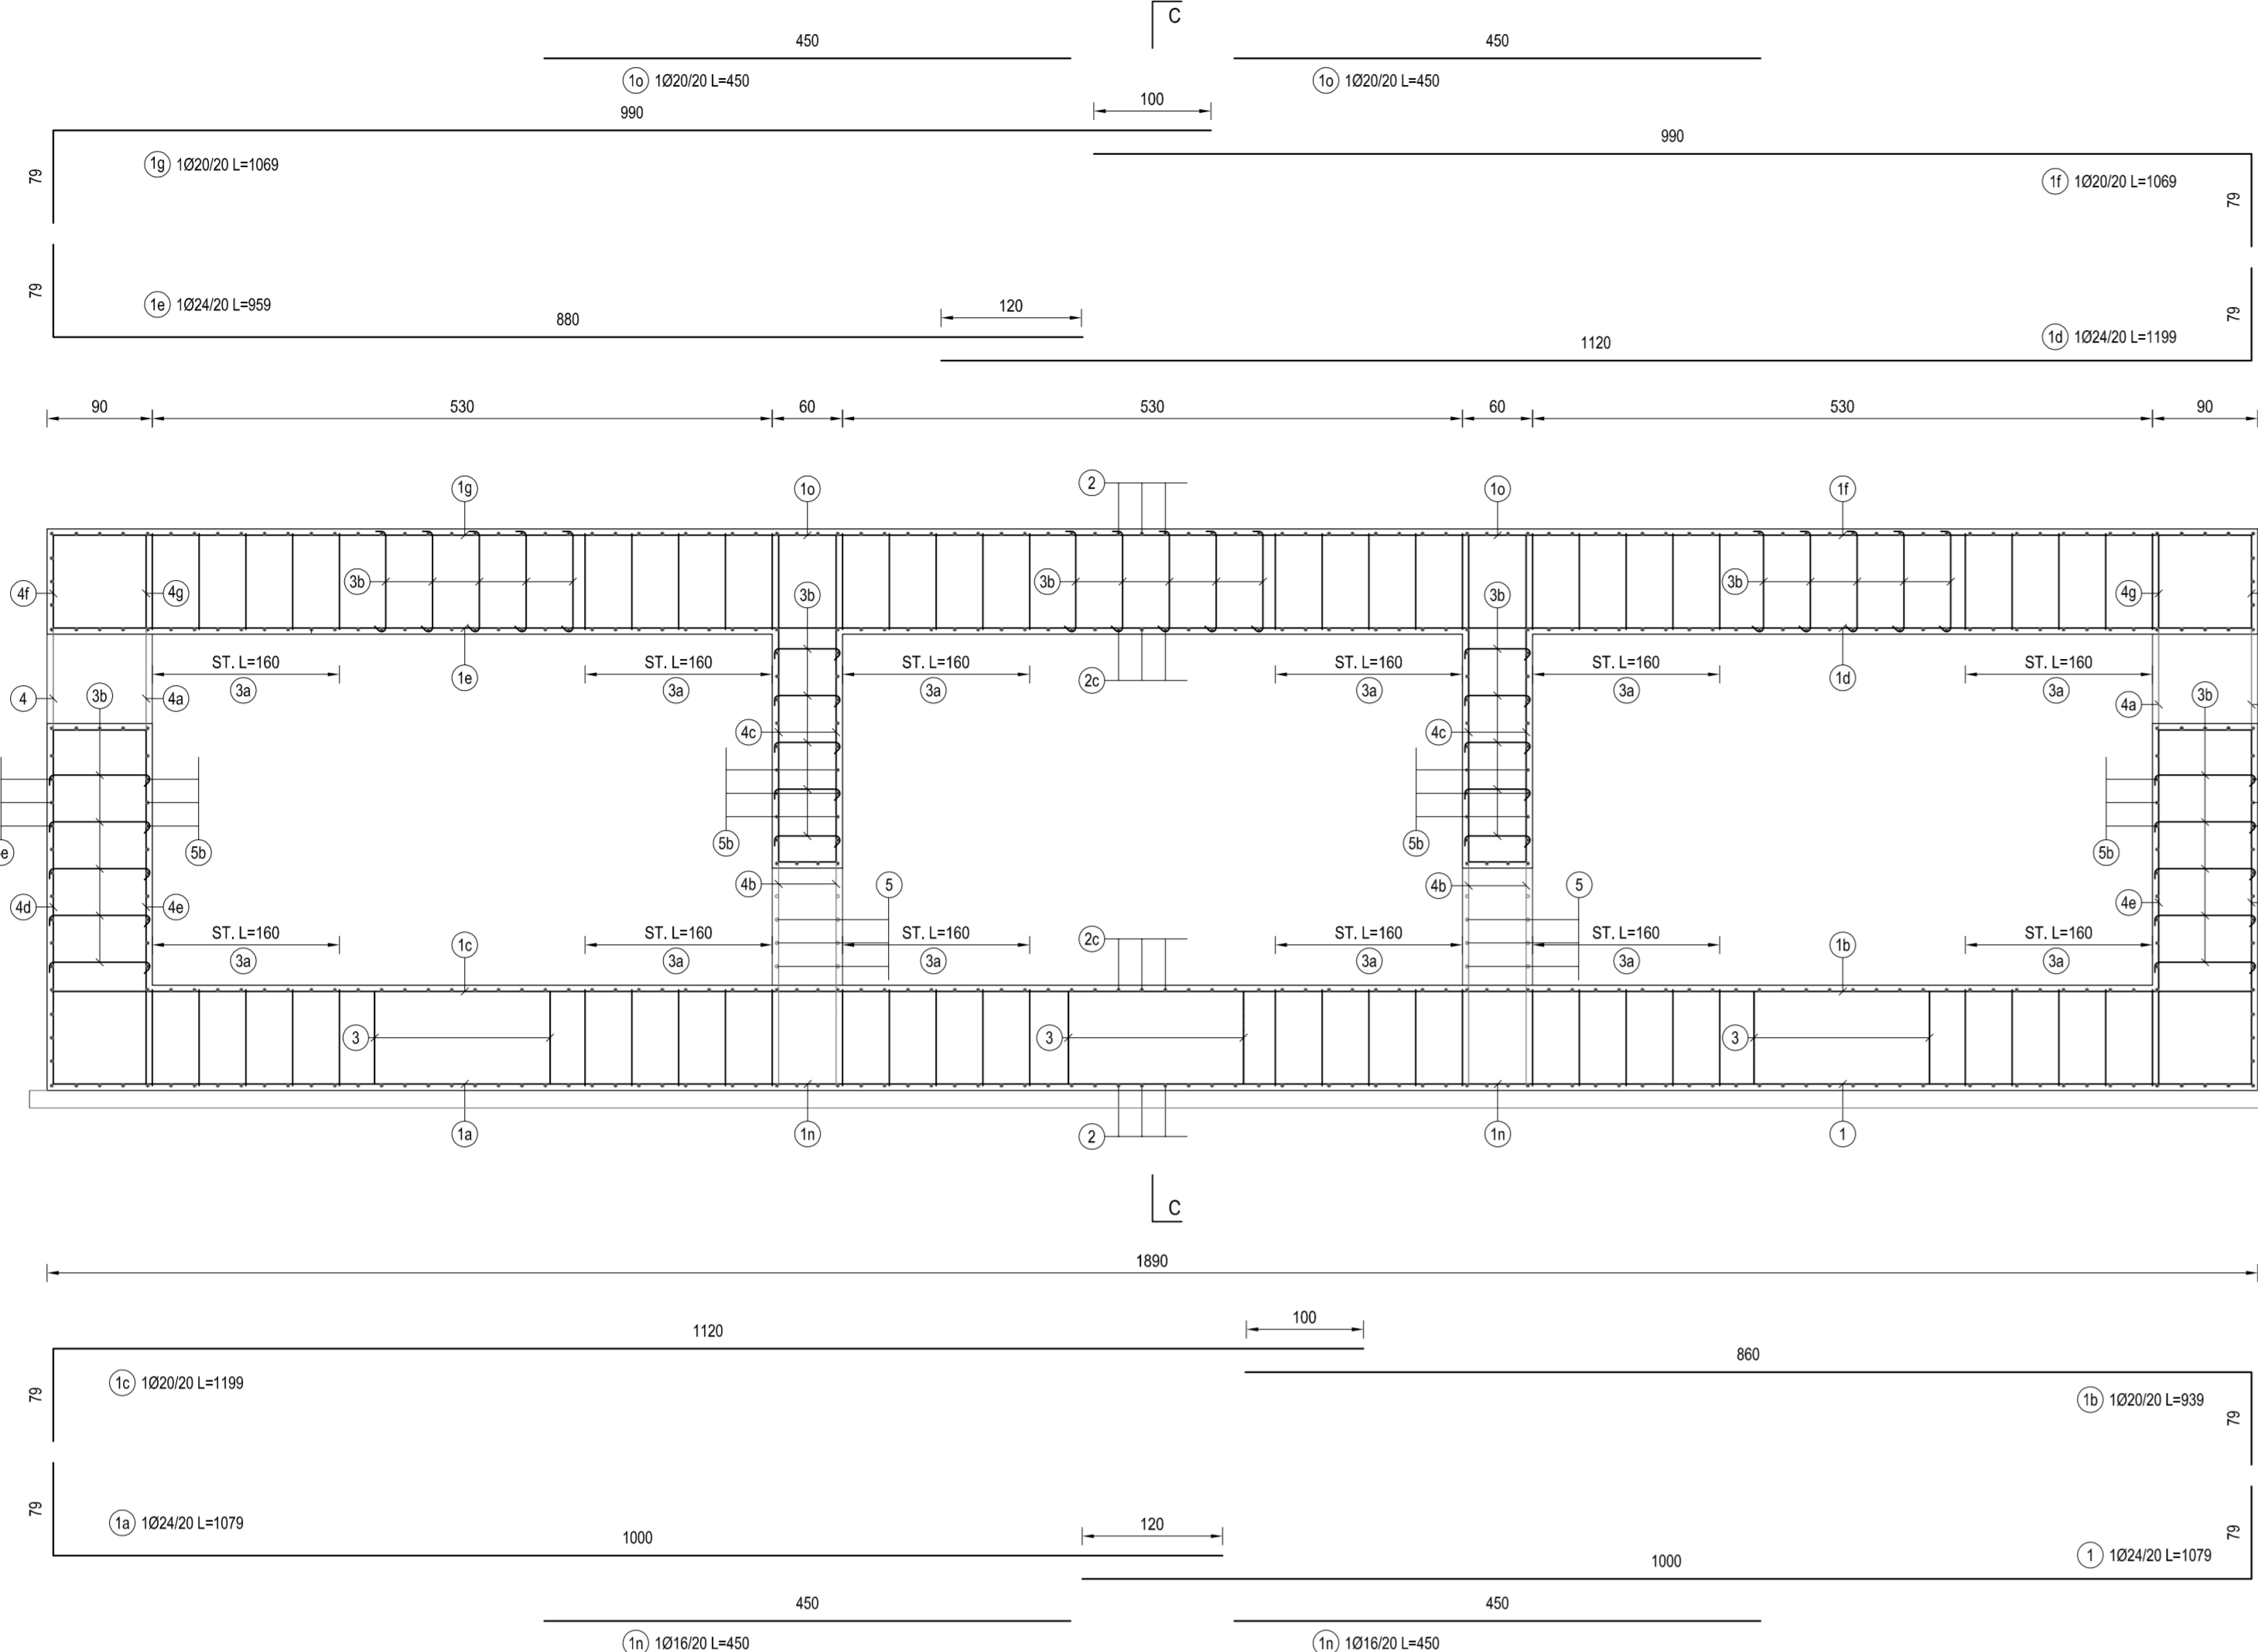 C
450
450
1o 1Ø20/20 L=450
1o 1Ø20/20 L=450
100
990
990
79
1g 1Ø20/20 L=1069
1f 1Ø20/20 L=1069
79
79
1e 1Ø24/20 L=959
120
880
79
1d 1Ø24/20 L=1199
1120
90
530
60
530
60
530
90
1g
1o
2
1o
1f
3b
3b
3b
4f
4g
3b
3b
4g
ST. L=160
ST. L=160
ST. L=160
ST. L=160
ST. L=160
ST. L=160
3a
1e
3a
3a
2c
3a
3a
1d
3a
4
3b
4a
4a
3b
4c
4c
5b
5b
5b
5b
e
4b
5
4b
5
4d
4e
4e
ST. L=160
ST. L=160
ST. L=160
ST. L=160
ST. L=160
ST. L=160
1c
2c
1b
3a
3a
3a
3a
3a
3a
3
3
3
1a
1n
2
1n
1
C
1890
1120
100
860
79
1c 1Ø20/20 L=1199
1b 1Ø20/20 L=939
79
79
1a 1Ø24/20 L=1079
120
1000
79
1 1Ø24/20 L=1079
1000
450
450
1n 1Ø16/20 L=450
1n 1Ø16/20 L=450